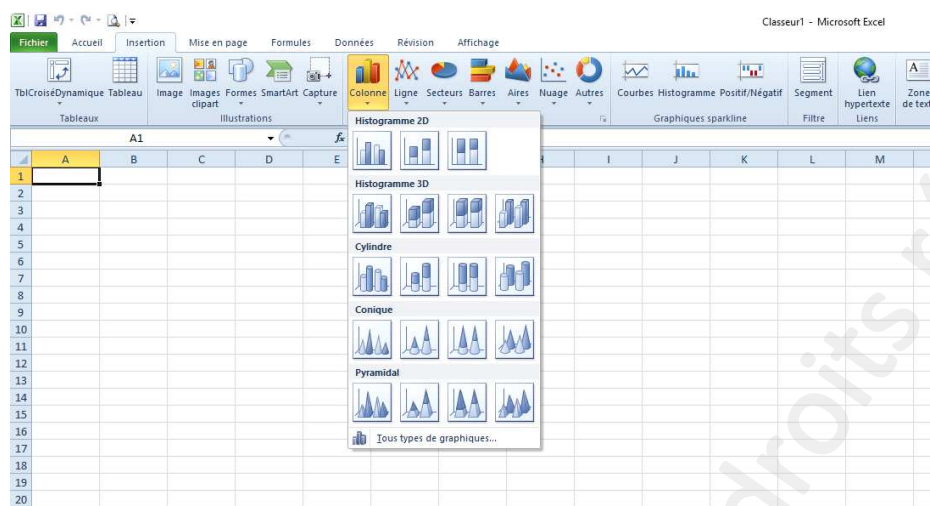 Classeur1 - Microsoft Excel
Fichier Accueil Insertion Mise en page Formules Données Révision Affichage
TblCroiséDynamique Tableau Image Images clipart Formes SmartArt Capture Colonne Ligne Secteurs Barres Aires Nuage Autres Courbes Histogramme Positif/Négatif Segment Lien hypertexte Zone de text
Tableaux Illustrations Graphiques sparkline Filtre Liens
A1 fx
A B C D E I J K L M
Histogramme 2D
Histogramme 3D
Cylindre
Conique
Pyramidal
Tous types de graphiques...
1
2
3
4
5
6
7
8
9
10
11
12
13
14
15
16
17
18
19
20
droits r